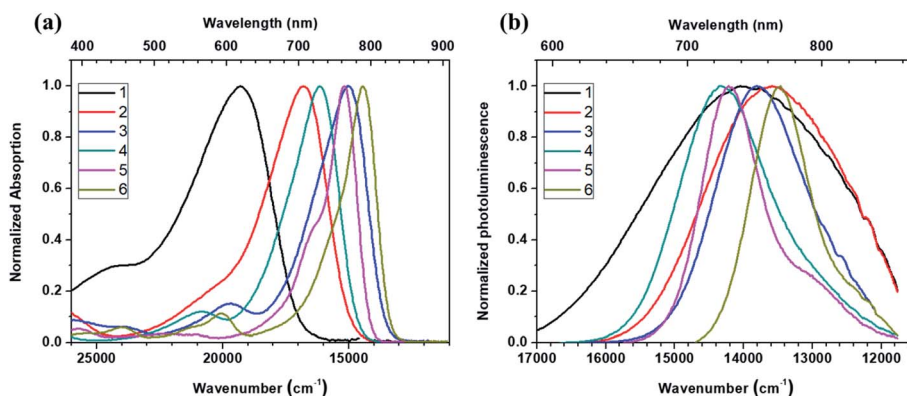 (a)
Wavelength (nm)
400 500 600 700 800 900
Normalized Absoprtion
1.0
0.8
0.6
0.4
0.2
0.0
1
2
3
4
5
6
25000 20000 15000
Wavenumber (cm-1)
(b)
Wavelength (nm)
600 700 800
Normalized photoluminescence
1.0
0.8
0.6
0.4
0.2
0.0
1
2
3
4
5
6
17000 16000 15000 14000 13000 12000
Wavenumber (cm-1)